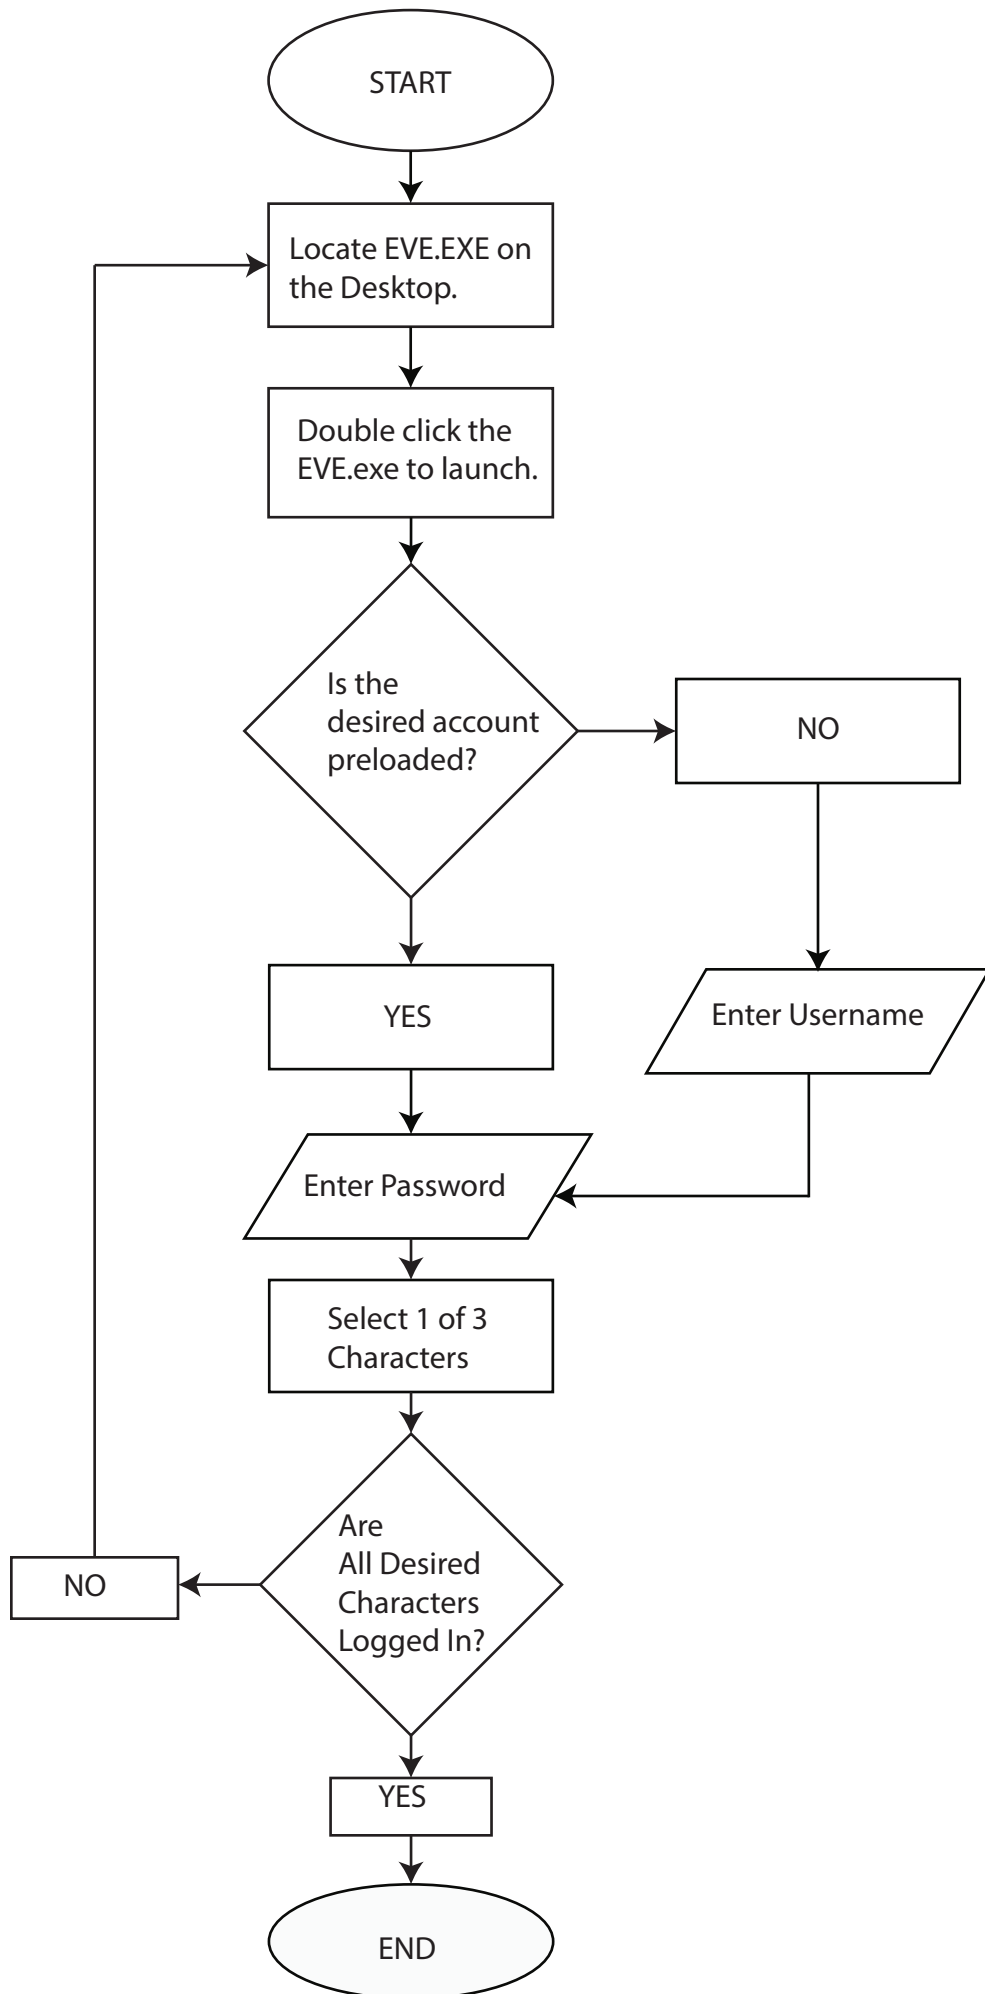 START
Locate EVE.EXE on
the Desktop.
Double click the
EVE.exe to launch.
Is the
desired account
preloaded?
NO
YES
Enter Username
Enter Password
Select 1 of 3
Characters
Are
All Desired
Characters
Logged In?
NO
YES
END